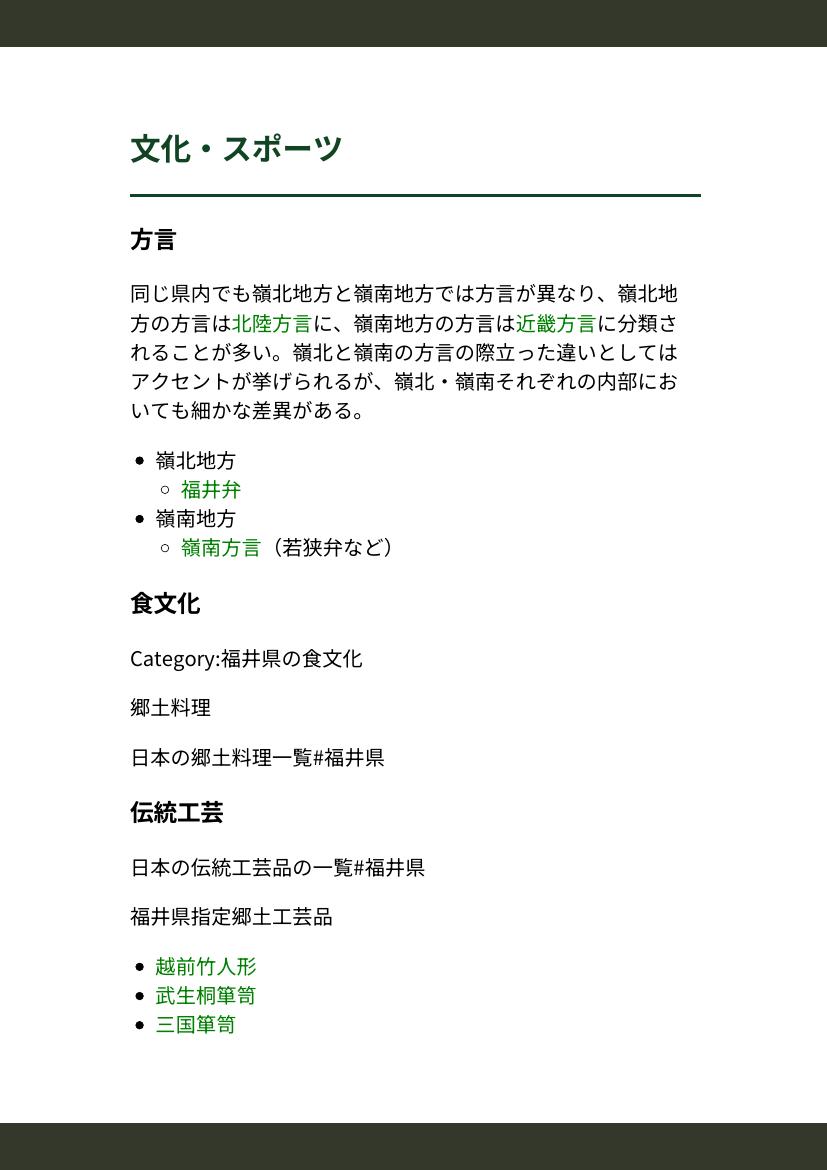 文化・スポーツ
方言
同じ県内でも嶺北地方と嶺南地方では方言が異なり、嶺北地
方の方言は北陸方言に、嶺南地方の方言は近畿方言に分類さ
れることが多い。嶺北と嶺南の方言の際立った違いとしては
アクセントが挙げられるが、嶺北・嶺南それぞれの内部にお
いても細かな差異がある。
嶺北地方
福井弁
嶺南地方
嶺南方言（若狭弁など）
食文化
Category:福井県の食文化
郷土料理
日本の郷土料理一覧#福井県
伝統工芸
日本の伝統工芸品の一覧#福井県
福井県指定郷土工芸品
越前竹人形
武生桐箪笥
三国箪笥